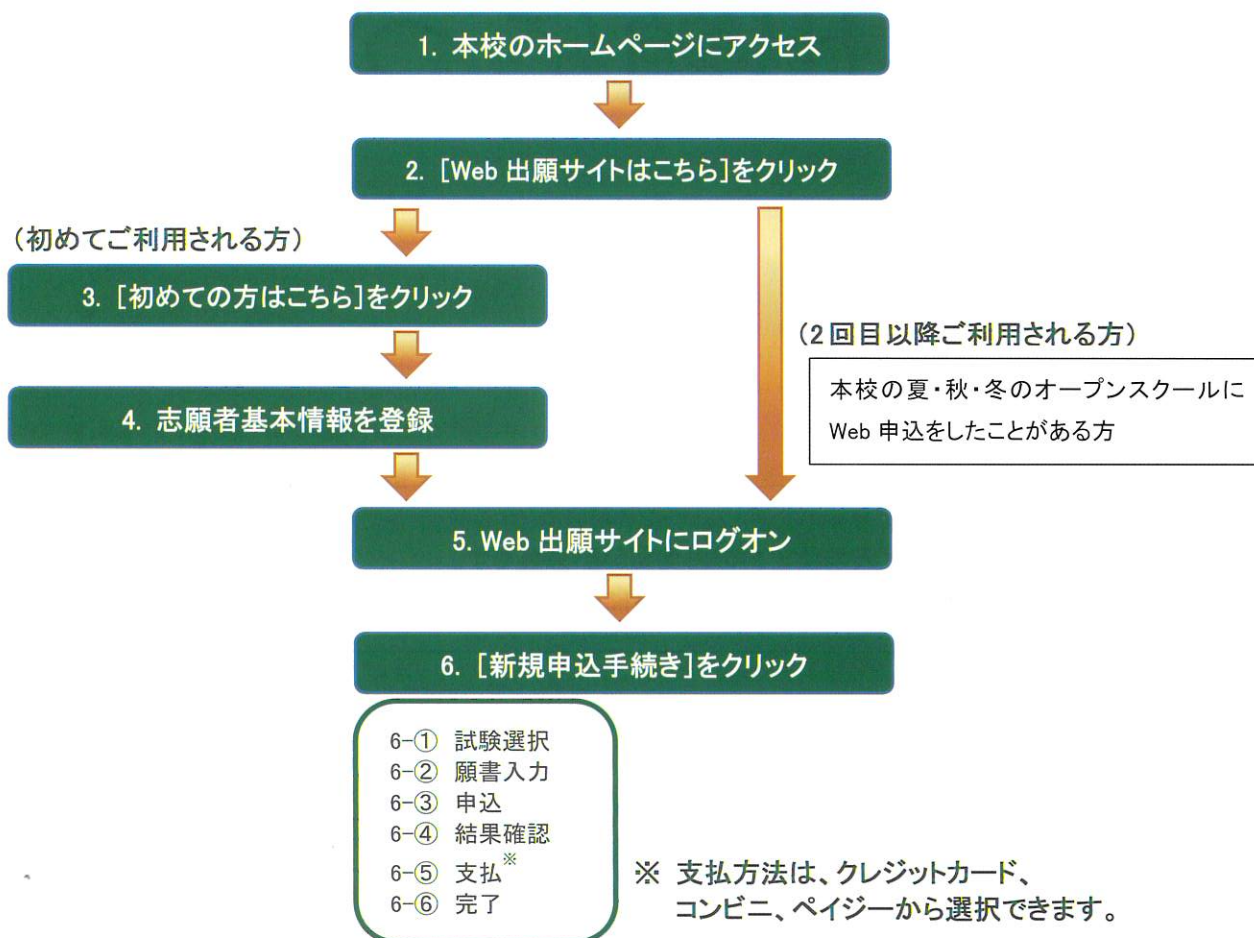 1. 本校のホームページにアクセス
2. [Web 出願サイトはこちら]をクリック
(初めてご利用される方)
3. [初めての方はこちら]をクリック
4. 志願者基本情報を登録
(2回目以降ご利用される方)
本校の夏・秋・冬のオープンスクールに
Web 申込をしたことがある方
5. Web 出願サイトにログオン
6. [新規申込手続き]をクリック
6-① 試験選択
6-② 願書入力
6-③ 申込
6-④ 結果確認
6-⑤ 支払※
6-⑥ 完了
※ 支払方法は、クレジットカード、
コンビニ、ペイジーから選択できます。